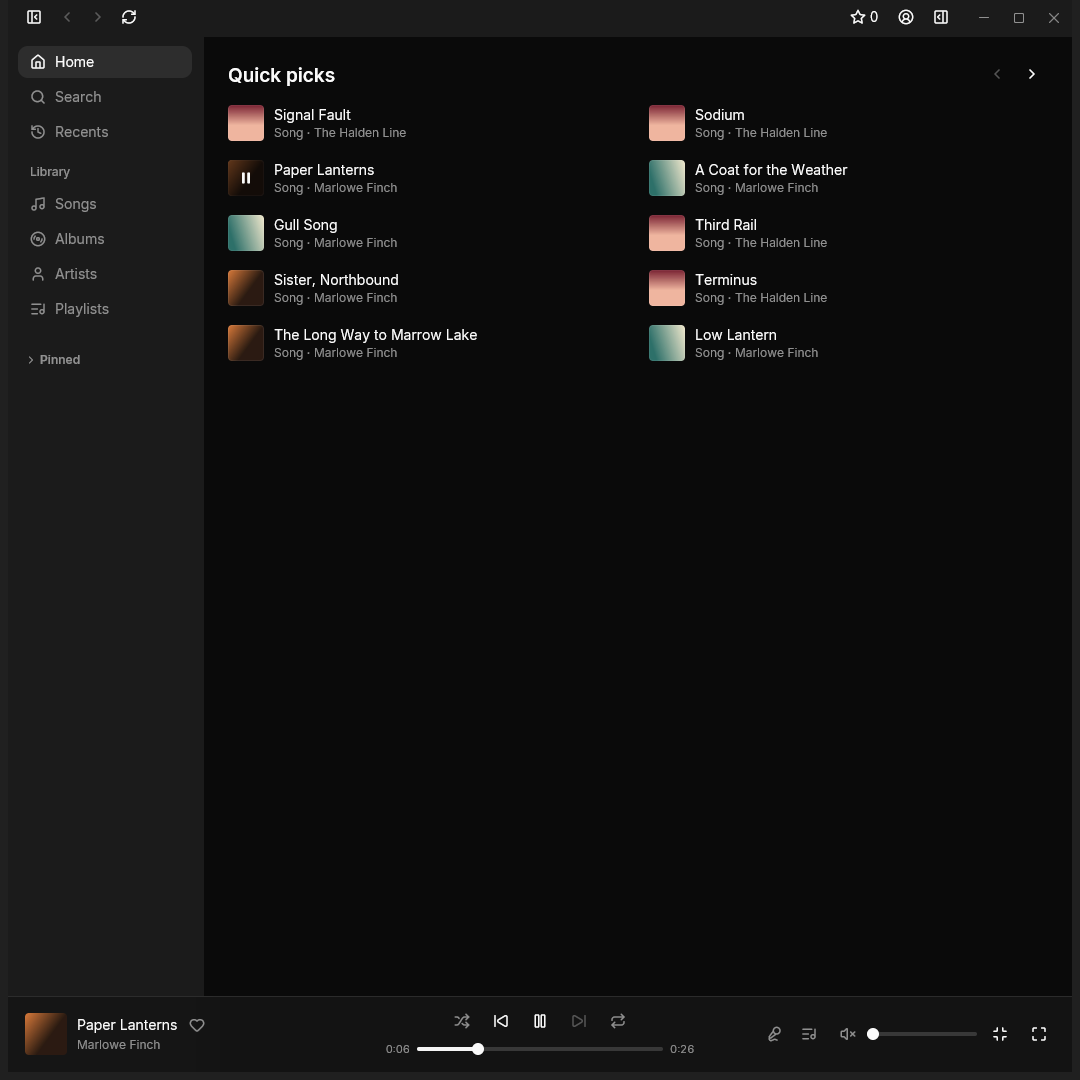 0
Home
Search
Recents
Library
Songs
Albums
Artists
Playlists
Pinned
Quick picks
Signal Fault
Song · The Halden Line
Sodium
Song · The Halden Line
Paper Lanterns
Song · Marlowe Finch
A Coat for the Weather
Song · Marlowe Finch
Gull Song
Song · Marlowe Finch
Third Rail
Song · The Halden Line
Sister, Northbound
Song · Marlowe Finch
Terminus
Song · The Halden Line
The Long Way to Marrow Lake
Song · Marlowe Finch
Low Lantern
Song · Marlowe Finch
Paper Lanterns
Marlowe Finch
0:06
0:26